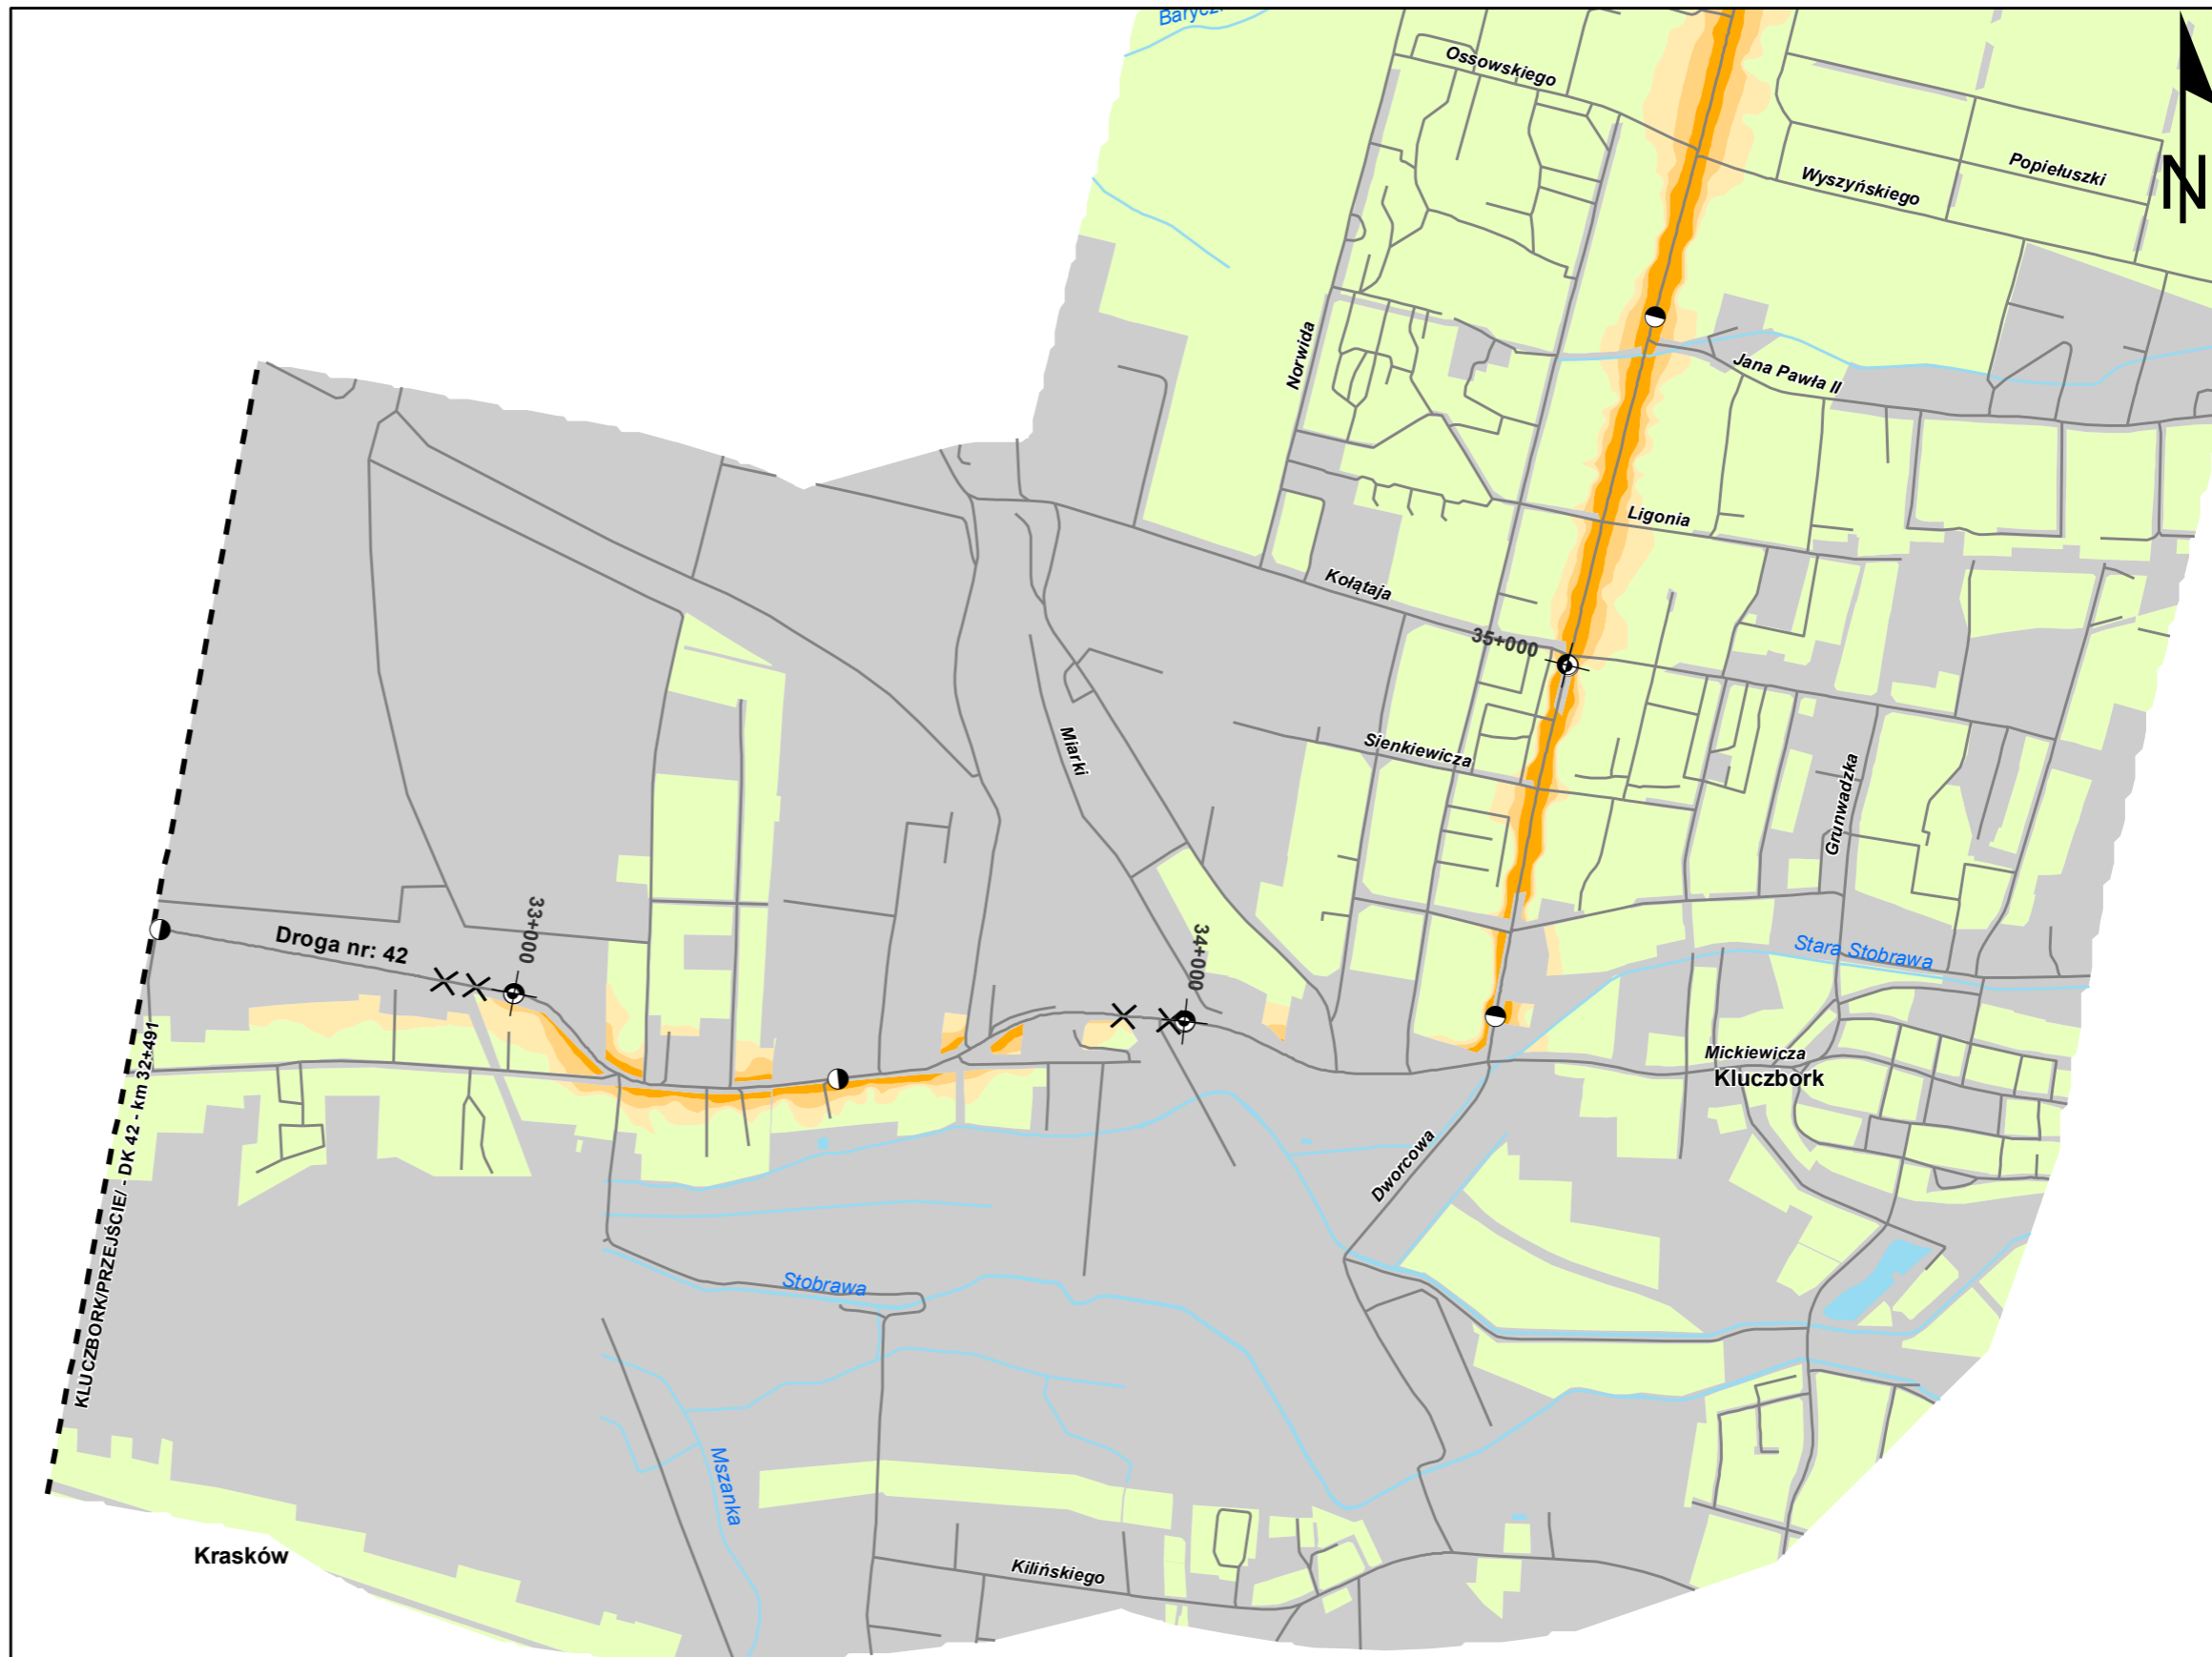 Ossowskiego
Popiełuszki
Wyszyńskiego
N
Norwida
Jana Pawła II
Ligonia
Kołątaja
35+000
Miarki
Sienkiewicza
Grunwadzka
33+000
34+000
Droga nr: 42
Stara Stobrawa
Mickiewicza
Kluczbork
KLUCZBORK/PRZEJŚCIE/ - DK 42 - km 32+491
Dworcowa
Stobrawa
Mszanka
Krasków
Kilińskiego